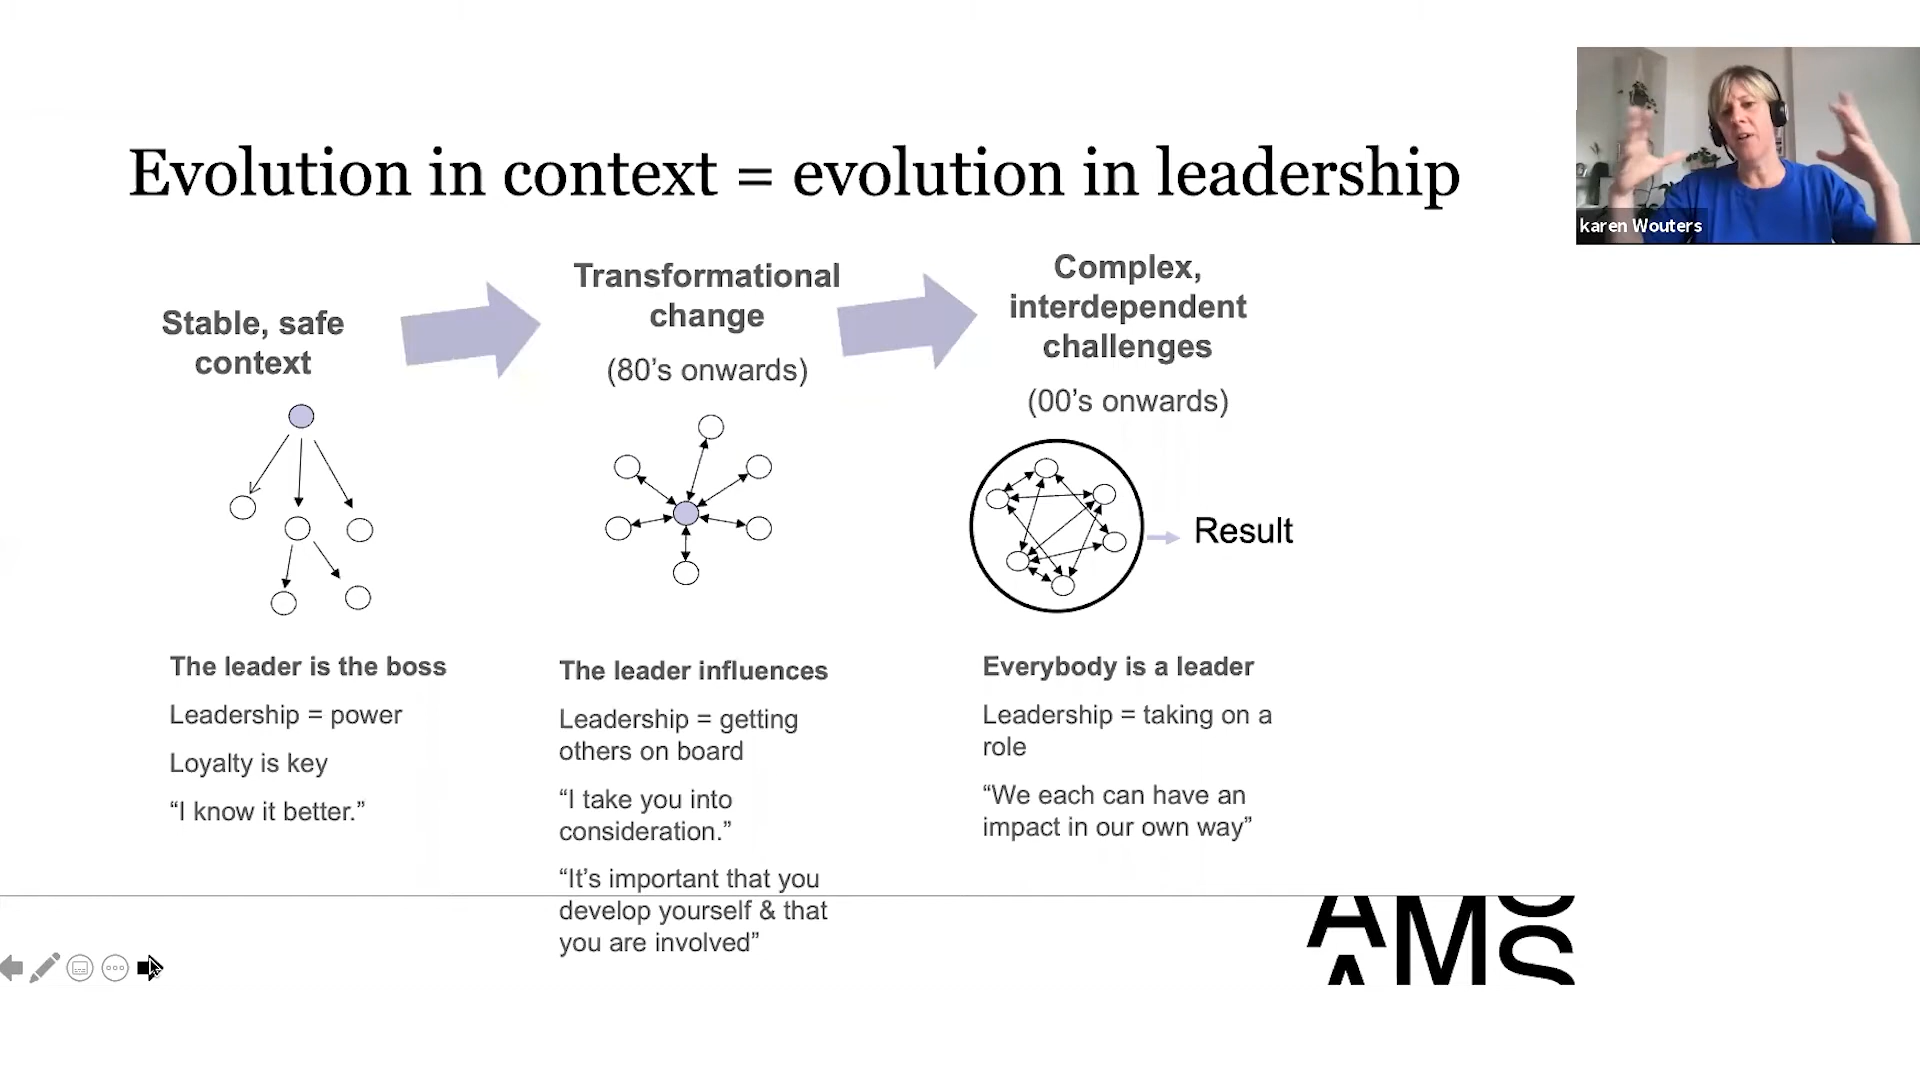 Evolution in context = evolution in leadership
karen Wouters
Stable, safe
context
Transformational
change
(80’s onwards)
Complex,
interdependent
challenges
(00’s onwards)
Result
The leader is the boss
Leadership = power
Loyalty is key
“I know it better.”
The leader influences
Leadership = getting
others on board
“I take you into
consideration.”
“It’s important that you
develop yourself & that
you are involved”
Everybody is a leader
Leadership = taking on a
role
“We each can have an
impact in our own way”
AMS